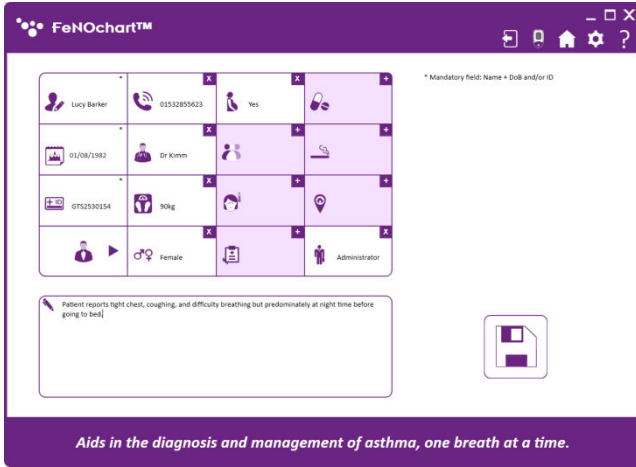 FeNOchart™
* Mandatory field: Name + DoB and/or ID
* Lucy Barker
X 01532855623
X Yes
+
* 01/08/1982
X Dr Kimm
+
+
* + ID GTS2530154
X 90kg
+
+
X Female
+
X Administrator
Patient reports tight chest, coughing, and difficulty breathing but predominately at night time before
going to bed.
Aids in the diagnosis and management of asthma, one breath at a time.